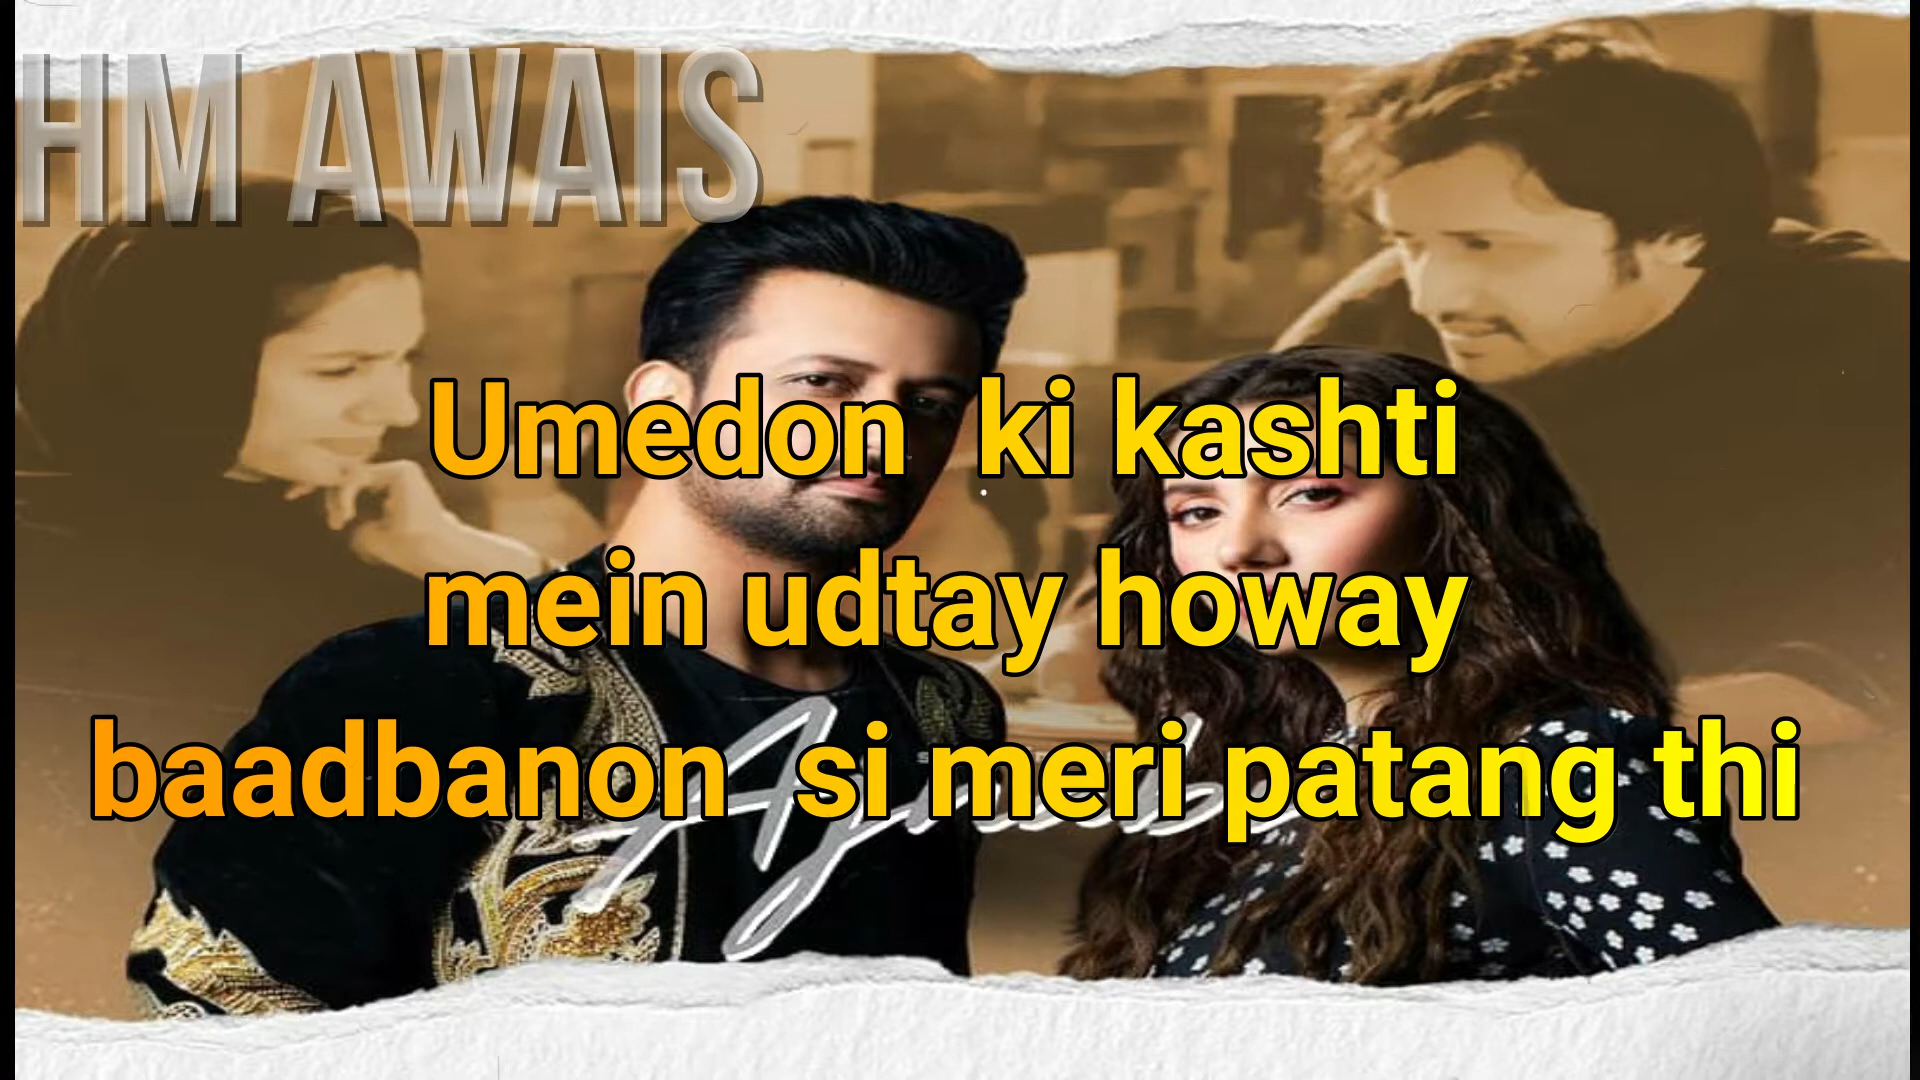 HM AWAIS
Umedon ki kashti
mein udtay howay
baadbanon si meri patang thi